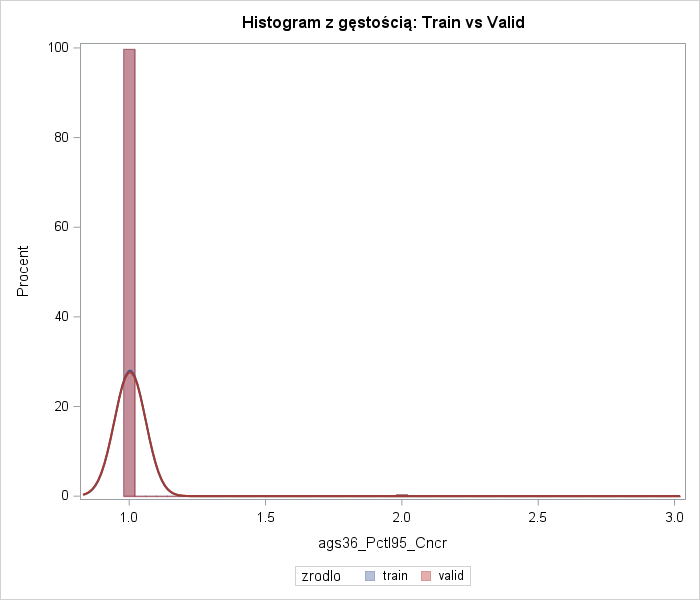 Histogram z gęstością: Train vs Valid
100
80
60
40
20
0
Procent
1.0 1.5 2.0 2.5 3.0
ags36_Pctl95_Cncr
zrodlo train valid